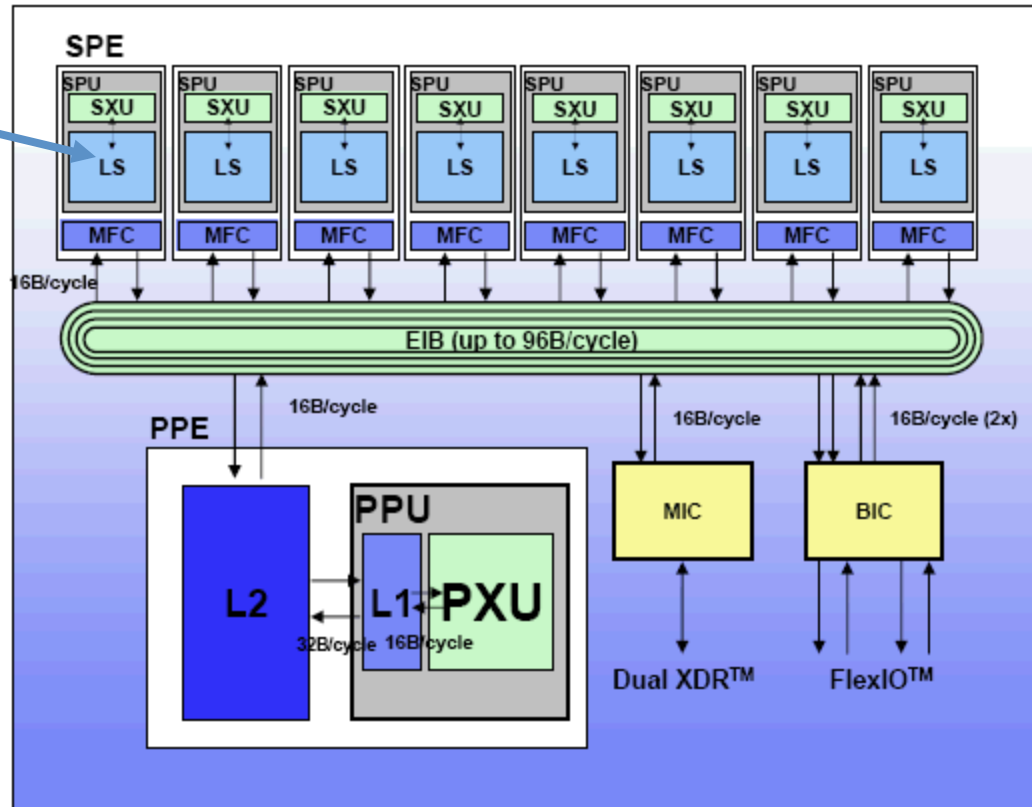 SPE
SPU SPU SPU SPU SPU SPU SPU SPU
SXU SXU SXU SXU SXU SXU SXU SXU
LS LS LS LS LS LS LS LS
MFC MFC MFC MFC MFC MFC MFC MFC
16B/cycle
EIB (up to 96B/cycle)
16B/cycle 16B/cycle 16B/cycle (2x)
PPE
PPU
MIC BIC
L2 L1 PXU
32B/cycle 16B/cycle
Dual XDR™ FlexIO™